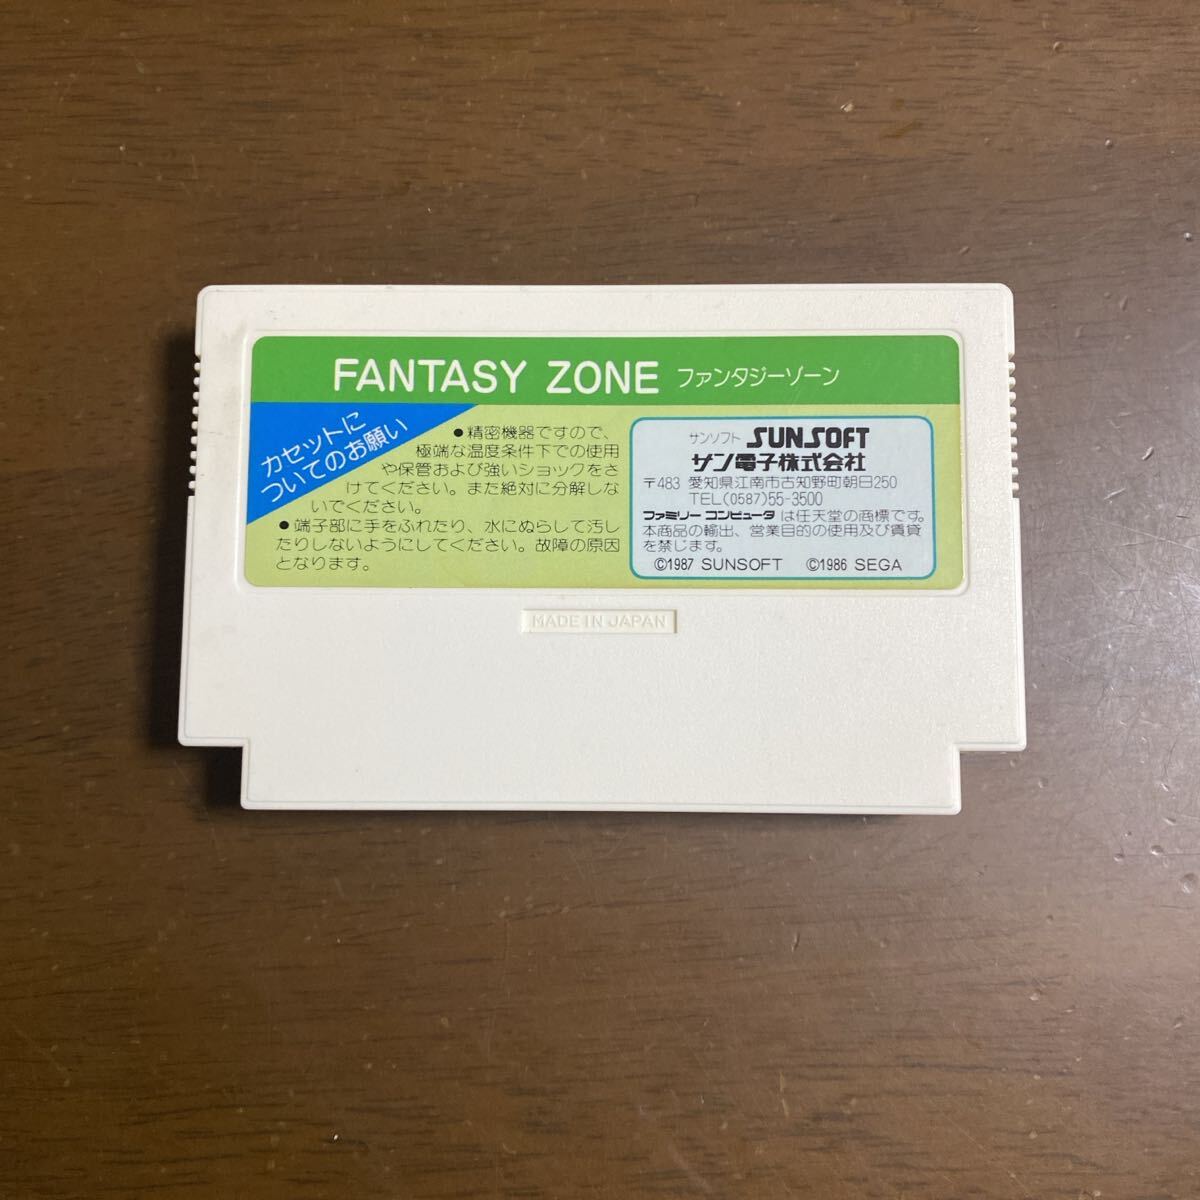 FANTASY ZONE ファンタジーゾーン
カセットに
ついてのお願い
●精密機器ですので、
極端な温度条件下での使用
や保管および強いショックをさ
けてください。また絶対に分解しな
いでください。
●端子部に手をふれたり、水にぬらして汚し
たりしないようにしてください。故障の原因
となります。
サンソフト SUNSOFT
サン電子株式会社
〒483 愛知県江南市古知野町朝日250
TEL(0587)55-3500
ファミリー コンピュータ は任天堂の商標です。
本商品の輸出、営業目的の使用及び賃貸
を禁じます。
©1987 SUNSOFT ©1986 SEGA
MADE IN JAPAN